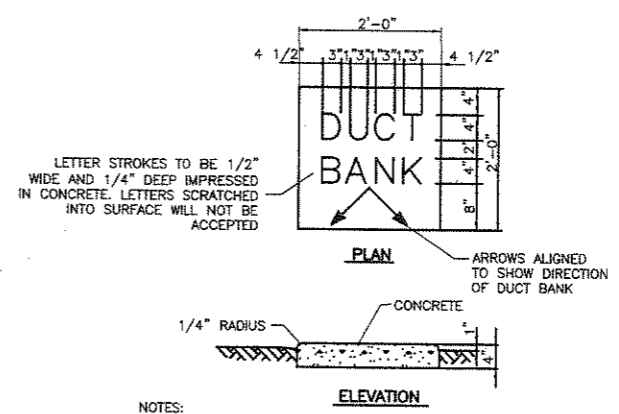 2'-0"
4 1/2" 3" 1" 3" 1" 3" 1" 3" 4 1/2"
DUCT
BANK
4"
4"
2"
4"
8"
2'-0"
LETTER STROKES TO BE 1/2"
WIDE AND 1/4" DEEP IMPRESSED
IN CONCRETE. LETTERS SCRATCHED
INTO SURFACE WILL NOT BE
ACCEPTED
PLAN
ARROWS ALIGNED
TO SHOW DIRECTION
OF DUCT BANK
CONCRETE
1/4" RADIUS
1"
4"
ELEVATION
NOTES: